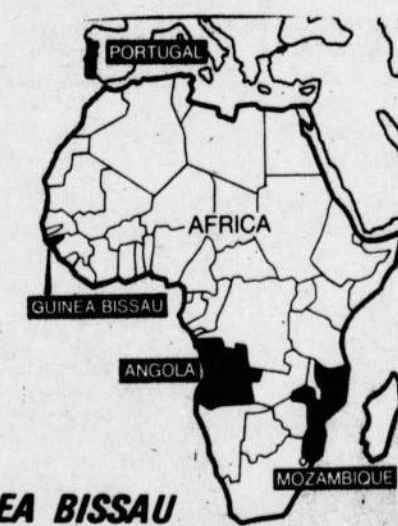 PORTUGAL
AFRICA
GUINEA BISSAU
ANGOLA
MOZAMBIQUE
EA BISSAU